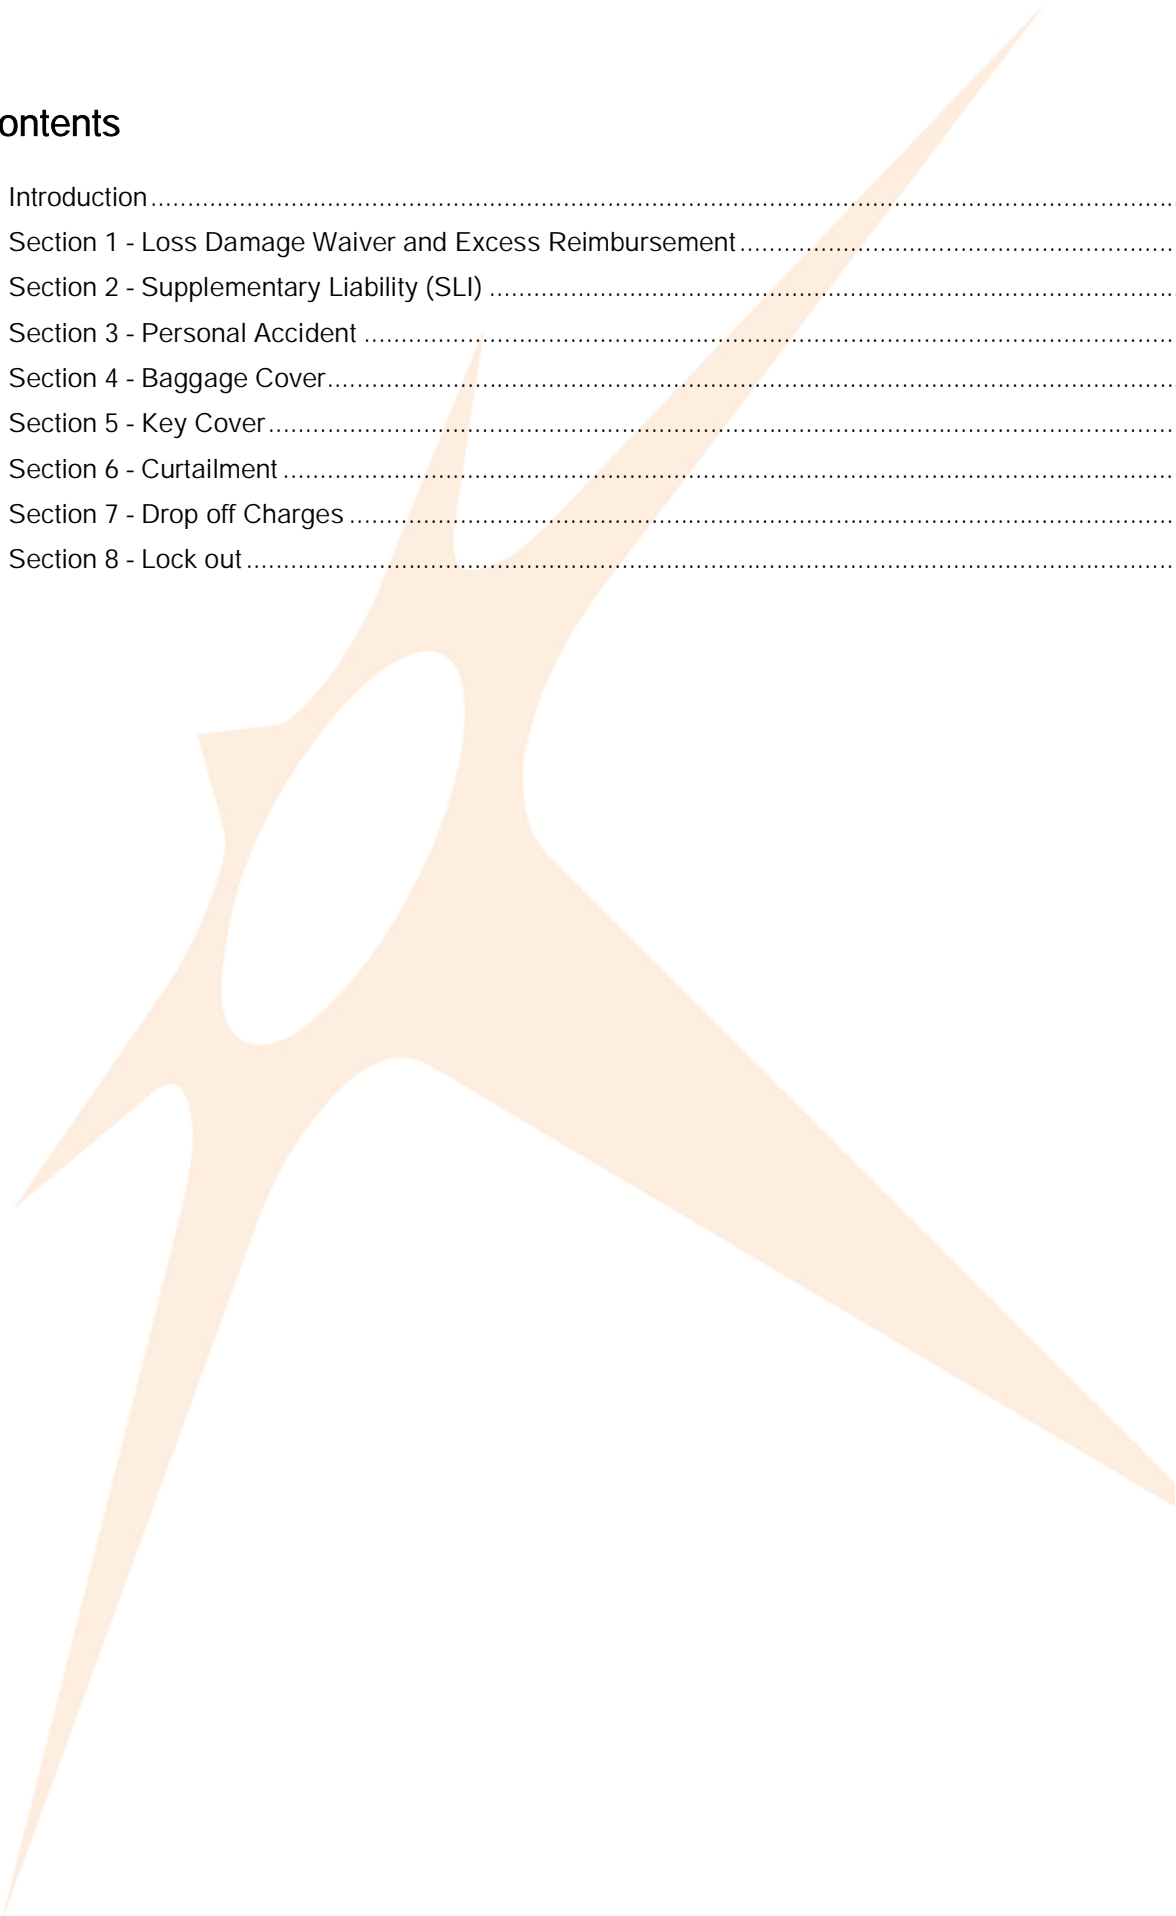 ontents
Introduction........................................................................................................................
Section 1 - Loss Damage Waiver and Excess Reimbursement..................................................
Section 2 - Supplementary Liability (SLI) ................................................................................
Section 3 - Personal Accident ................................................................................................
Section 4 - Baggage Cover.....................................................................................................
Section 5 - Key Cover.............................................................................................................
Section 6 - Curtailment ..........................................................................................................
Section 7 - Drop off Charges ..................................................................................................
Section 8 - Lock out ...............................................................................................................